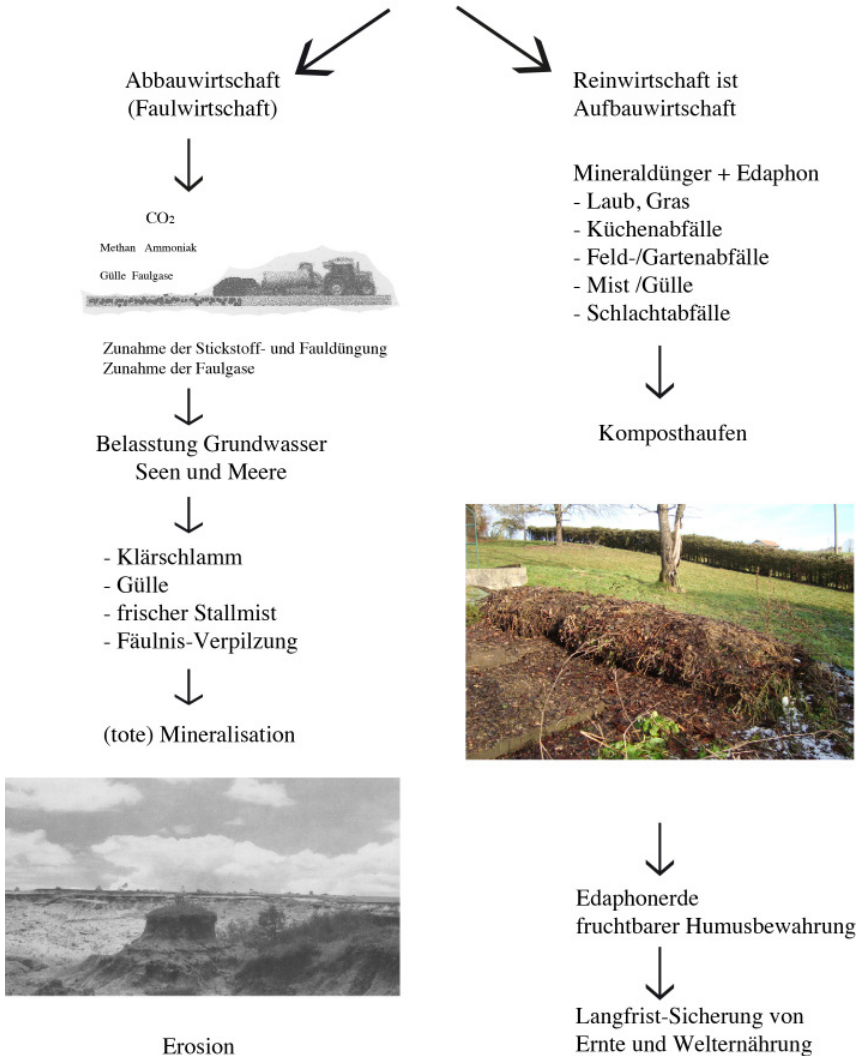 Abbauwirtschaft
(Faulwirtschaft)
CO₂
Methan Ammoniak
Gülle Faulgase
Zunahme der Stickstoff- und Fauldüngung
Zunahme der Faulgase
Belasstung Grundwasser
Seen und Meere
- Klärschlamm
- Gülle
- frischer Stallmist
- Fäulnis-Verpilzung
(tote) Mineralisation
Erosion
Reinwirtschaft ist
Aufbauwirtschaft
Mineraldünger + Edaphon
- Laub, Gras
- Küchenabfälle
- Feld-/Gartenabfälle
- Mist /Gülle
- Schlachtabfälle
Komposthaufen
Edaphonerde
fruchtbarer Humusbewahrung
Langfrist-Sicherung von
Ernte und Welternährung